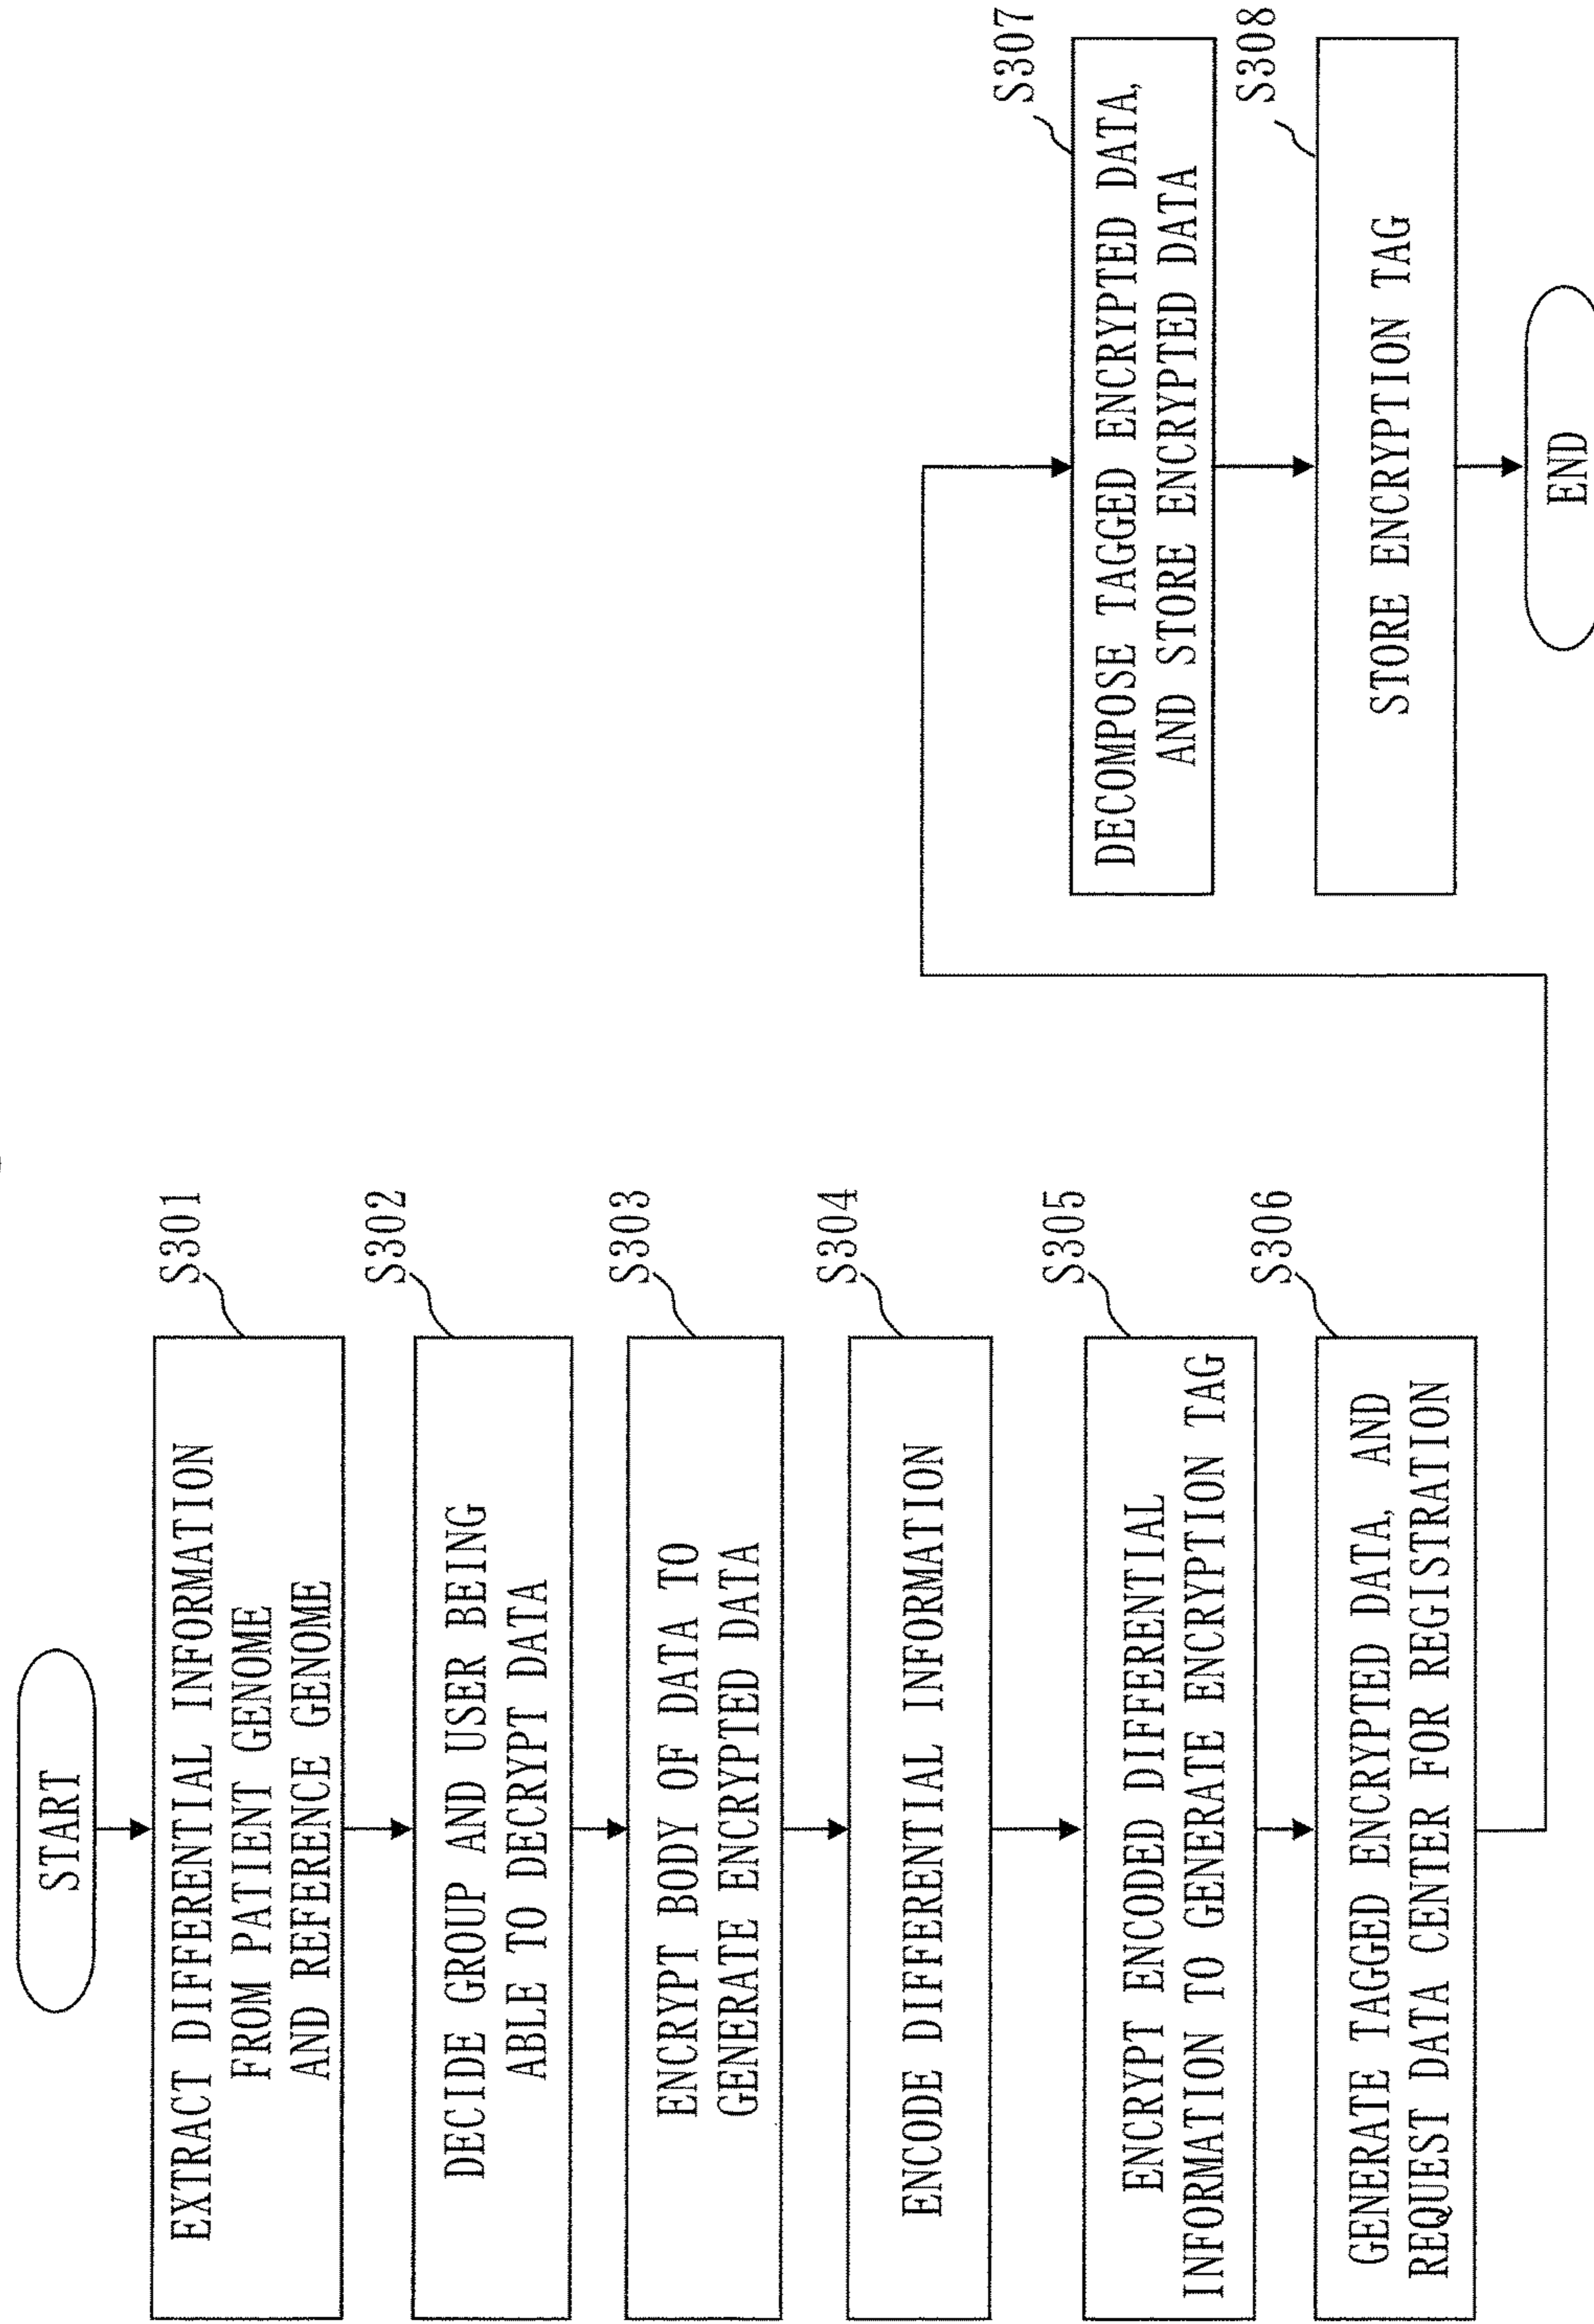 START
S301
EXTRACT DIFFERENTIAL INFORMATION
FROM PATIENT GENOME
AND REFERENCE GENOME
S302
DECIDE GROUP AND USER BEING
ABLE TO DECRYPT DATA
S303
ENCRYPT BODY OF DATA TO
GENERATE ENCRYPTED DATA
S304
ENCODE DIFFERENTIAL INFORMATION
S305
ENCRYPT ENCODED DIFFERENTIAL
INFORMATION TO GENERATE ENCRYPTION TAG
S306
GENERATE TAGGED ENCRYPTED DATA, AND
REQUEST DATA CENTER FOR REGISTRATION
S307
DECOMPOSE TAGGED ENCRYPTED DATA,
AND STORE ENCRYPTED DATA
S308
STORE ENCRYPTION TAG
END